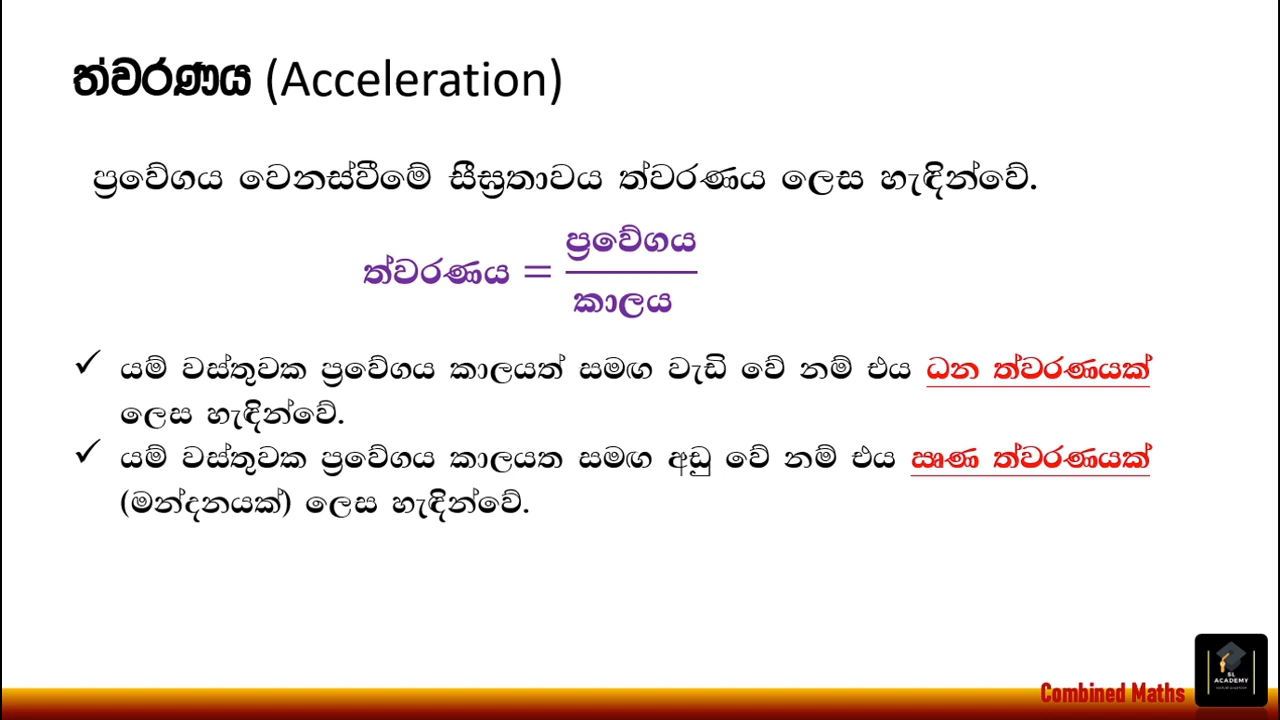 ත්වරණය (Acceleration)
ප්‍රවේගය වෙනස්වීමේ සීඝ්‍රතාවය ත්වරණය ලෙස හැඳින්වේ.
ත්වරණය = ප්‍රවේගය / කාලය
✓ යම් වස්තුවක ප්‍රවේගය කාලයත් සමඟ වැඩි වේ නම් එය ධන ත්වරණයක්
ලෙස හැඳින්වේ.
✓ යම් වස්තුවක ප්‍රවේගය කාලයත සමඟ අඩු වේ නම් එය ඍණ ත්වරණයක්
(මන්දනයක්) ලෙස හැඳින්වේ.
Combined Maths
SL
ACADEMY